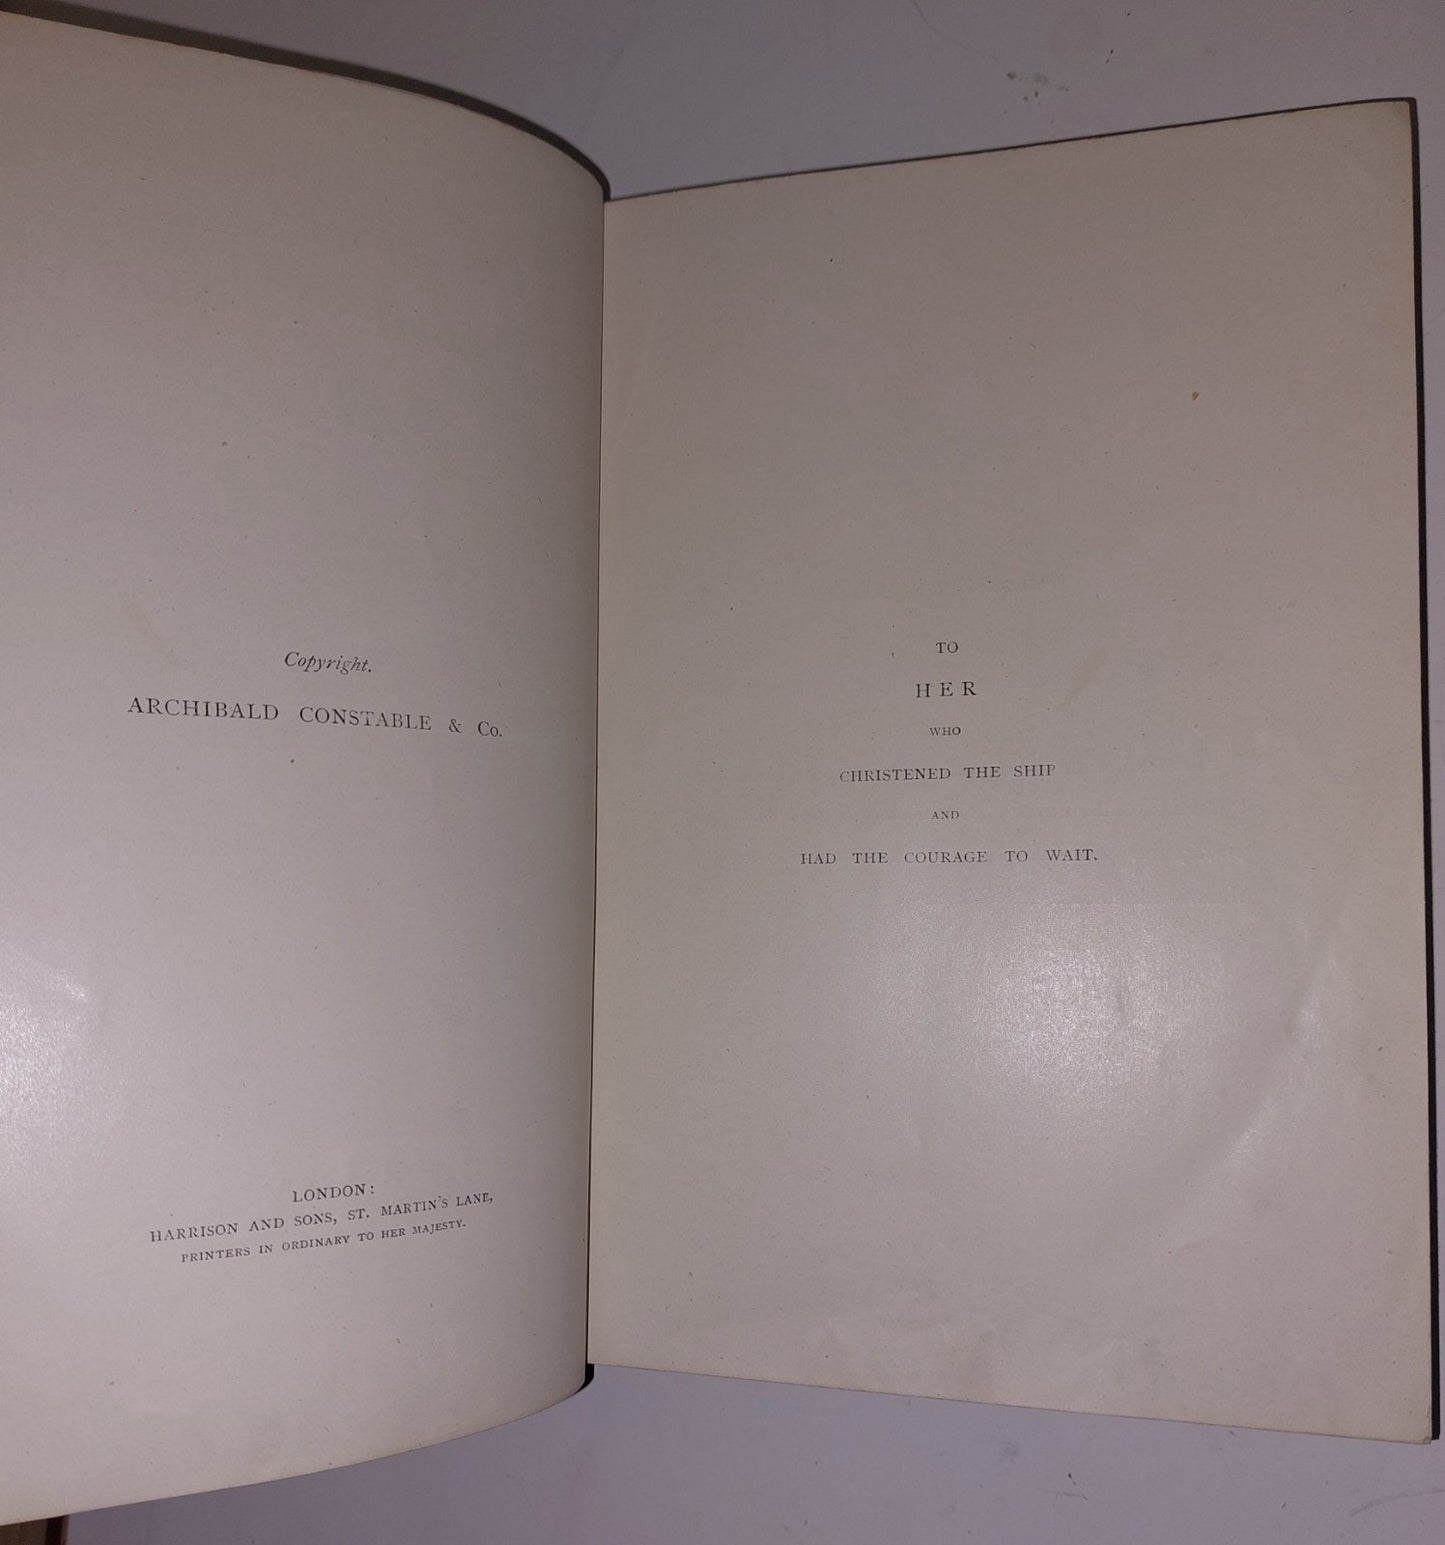 Copyright.
ARCHIBALD CONSTABLE & Co.
LONDON:
HARRISON AND SONS, ST. MARTIN'S LANE,
PRINTERS IN ORDINARY TO HER MAJESTY.
TO
HER
WHO
CHRISTENED THE SHIP
AND
HAD THE COURAGE TO WAIT.